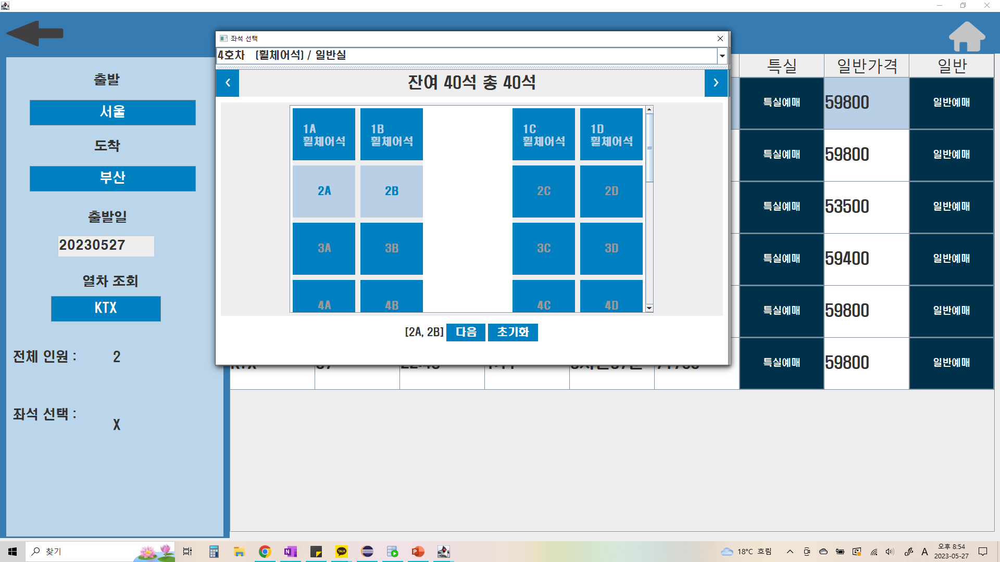 좌석 선택
4호차 (휠체어석) / 일반실
잔여 40석 총 40석
1A
휠체어석
1B
휠체어석
1C
휠체어석
1D
휠체어석
2A
2B
2C
2D
3A
3B
3C
3D
4A
4B
4C
4D
[2A, 2B]
다음
초기화
출발
서울
도착
부산
출발일
20230527
열차 조회
KTX
전체 인원 :
2
좌석 선택 :
X
특실
일반가격
일반
특실예매
59800
일반예매
특실예매
59800
일반예매
특실예매
53500
일반예매
특실예매
59400
일반예매
특실예매
59800
일반예매
특실예매
59800
일반예매
찾기
N
TALK
P
18°C 흐림
A
오후 8:54
2023-05-27